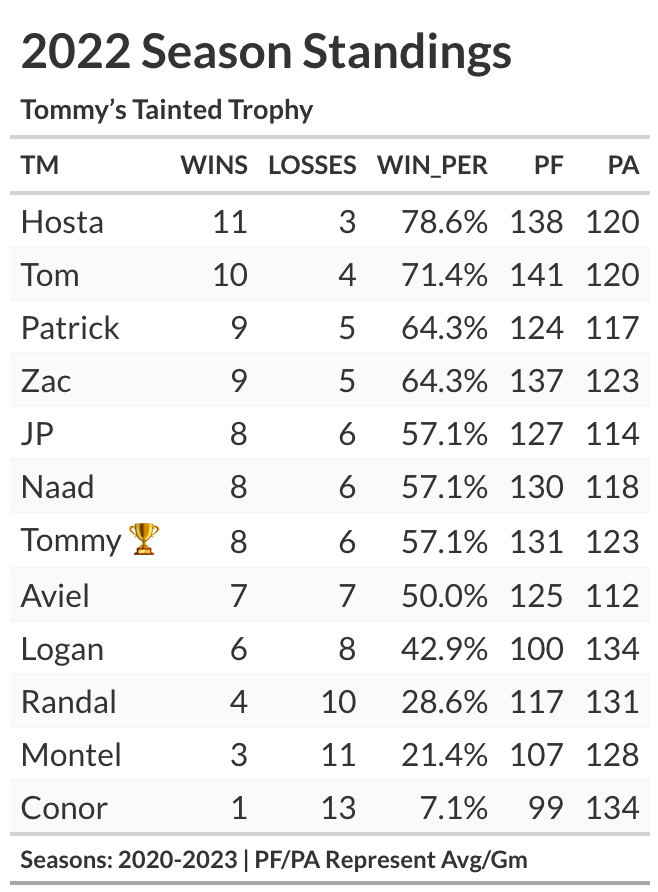 2022 Season Standings
Tommy’s Tainted Trophy
TM WINS LOSSES WIN_PER PF PA
Hosta 11 3 78.6% 138 120
Tom 10 4 71.4% 141 120
Patrick 9 5 64.3% 124 117
Zac 9 5 64.3% 137 123
JP 8 6 57.1% 127 114
Naad 8 6 57.1% 130 118
Tommy 🏆 8 6 57.1% 131 123
Aviel 7 7 50.0% 125 112
Logan 6 8 42.9% 100 134
Randal 4 10 28.6% 117 131
Montel 3 11 21.4% 107 128
Conor 1 13 7.1% 99 134
Seasons: 2020-2023 | PF/PA Represent Avg/Gm